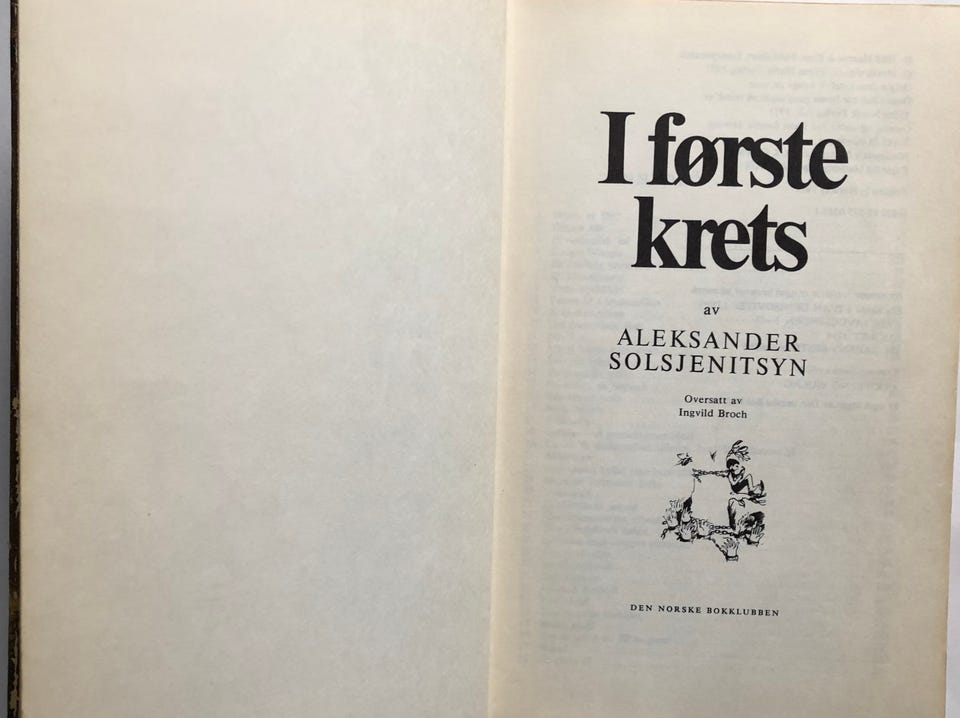 I første
krets
av
ALEKSANDER
SOLSJENITSYN
Oversatt av
Ingvild Broch
DEN NORSKE BOKKLUBBEN